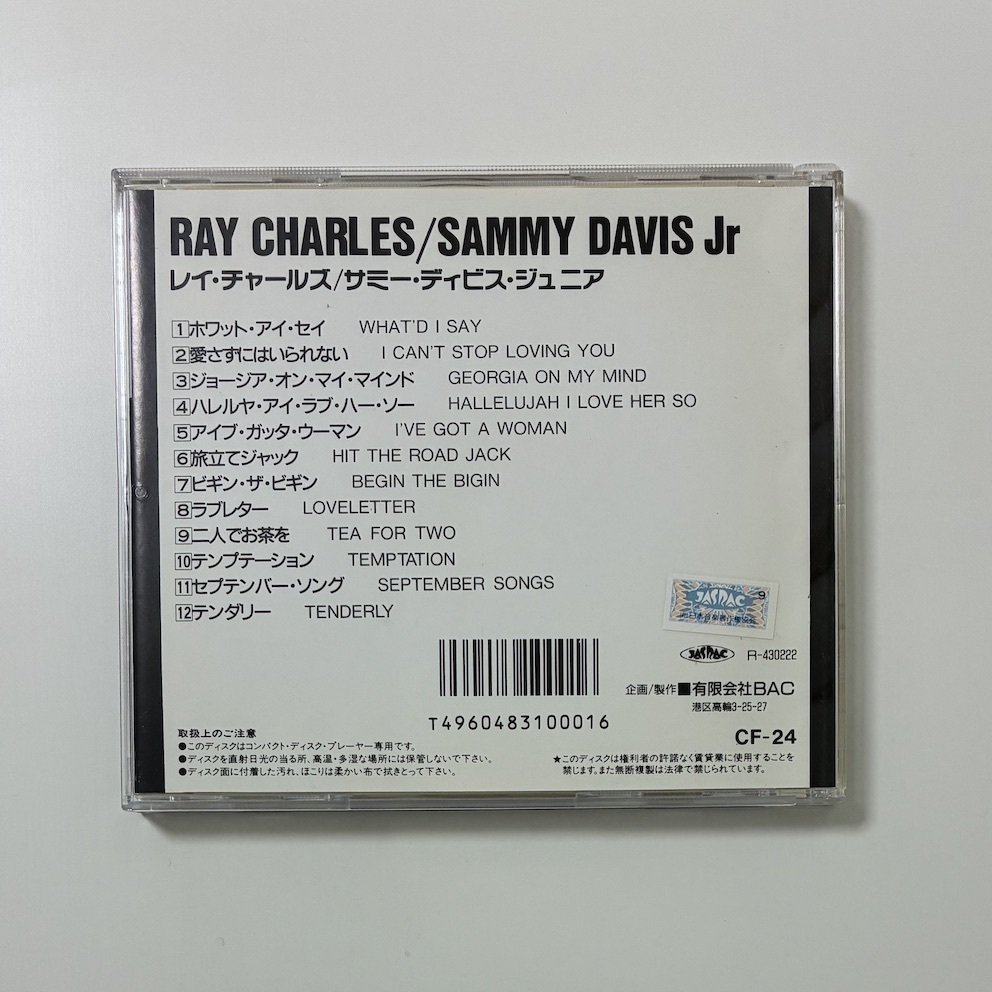 RAY CHARLES/SAMMY DAVIS Jr
レイ・チャールズ/サミー・ディビス・ジュニア
1 ホワット・アイ・セイ WHAT'D I SAY
2 愛さずにはいられない I CAN'T STOP LOVING YOU
3 ジョージア・オン・マイ・マインド GEORGIA ON MY MIND
4 ハレルヤ・アイ・ラブ・ハー・ソー HALLELUJAH I LOVE HER SO
5 アイブ・ガッタ・ウーマン I'VE GOT A WOMAN
6 旅立てジャック HIT THE ROAD JACK
7 ビギン・ザ・ビギン BEGIN THE BIGIN
8 ラブレター LOVELETTER
9 二人でお茶を TEA FOR TWO
10 テンプテーション TEMPTATION
11 セプテンバー・ソング SEPTEMBER SONGS
12 テンダリー TENDERLY
JASRAC 9
JASRAC R-430222
企画/製作■有限会社BAC
港区高輪3-25-27
T4960483100016
CF-24
取扱上のご注意
●このディスクはコンパクト・ディスク・プレーヤー専用です。
●ディスクを直射日光の当る所、高温・多湿な場所には保管しないで下さい。
●ディスク面に付着した汚れ、ほこりは柔かい布で拭きとって下さい。
★このディスクは権利者の許諾なく賃貸業に使用することを
禁じます。また無断複製は法律で禁じられています。